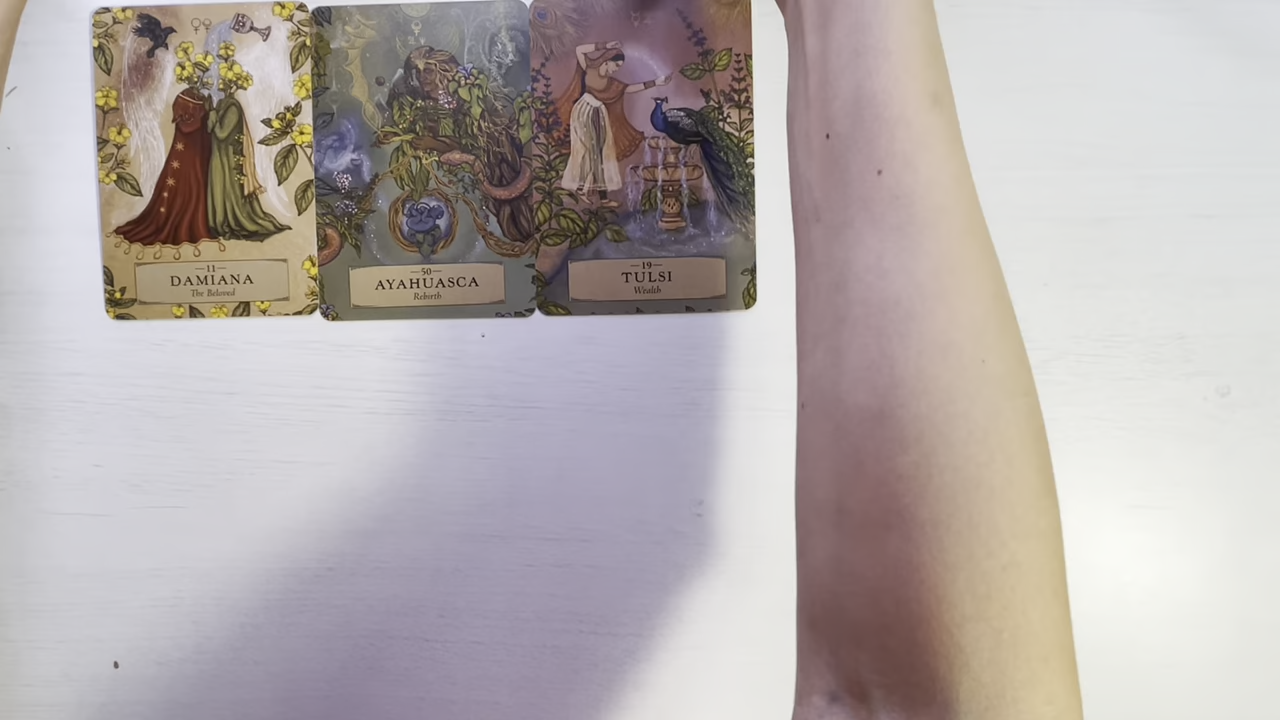 11
DAMIANA
The Beloved
50
AYAHUASCA
Rebirth
19
TULSI
Wealth